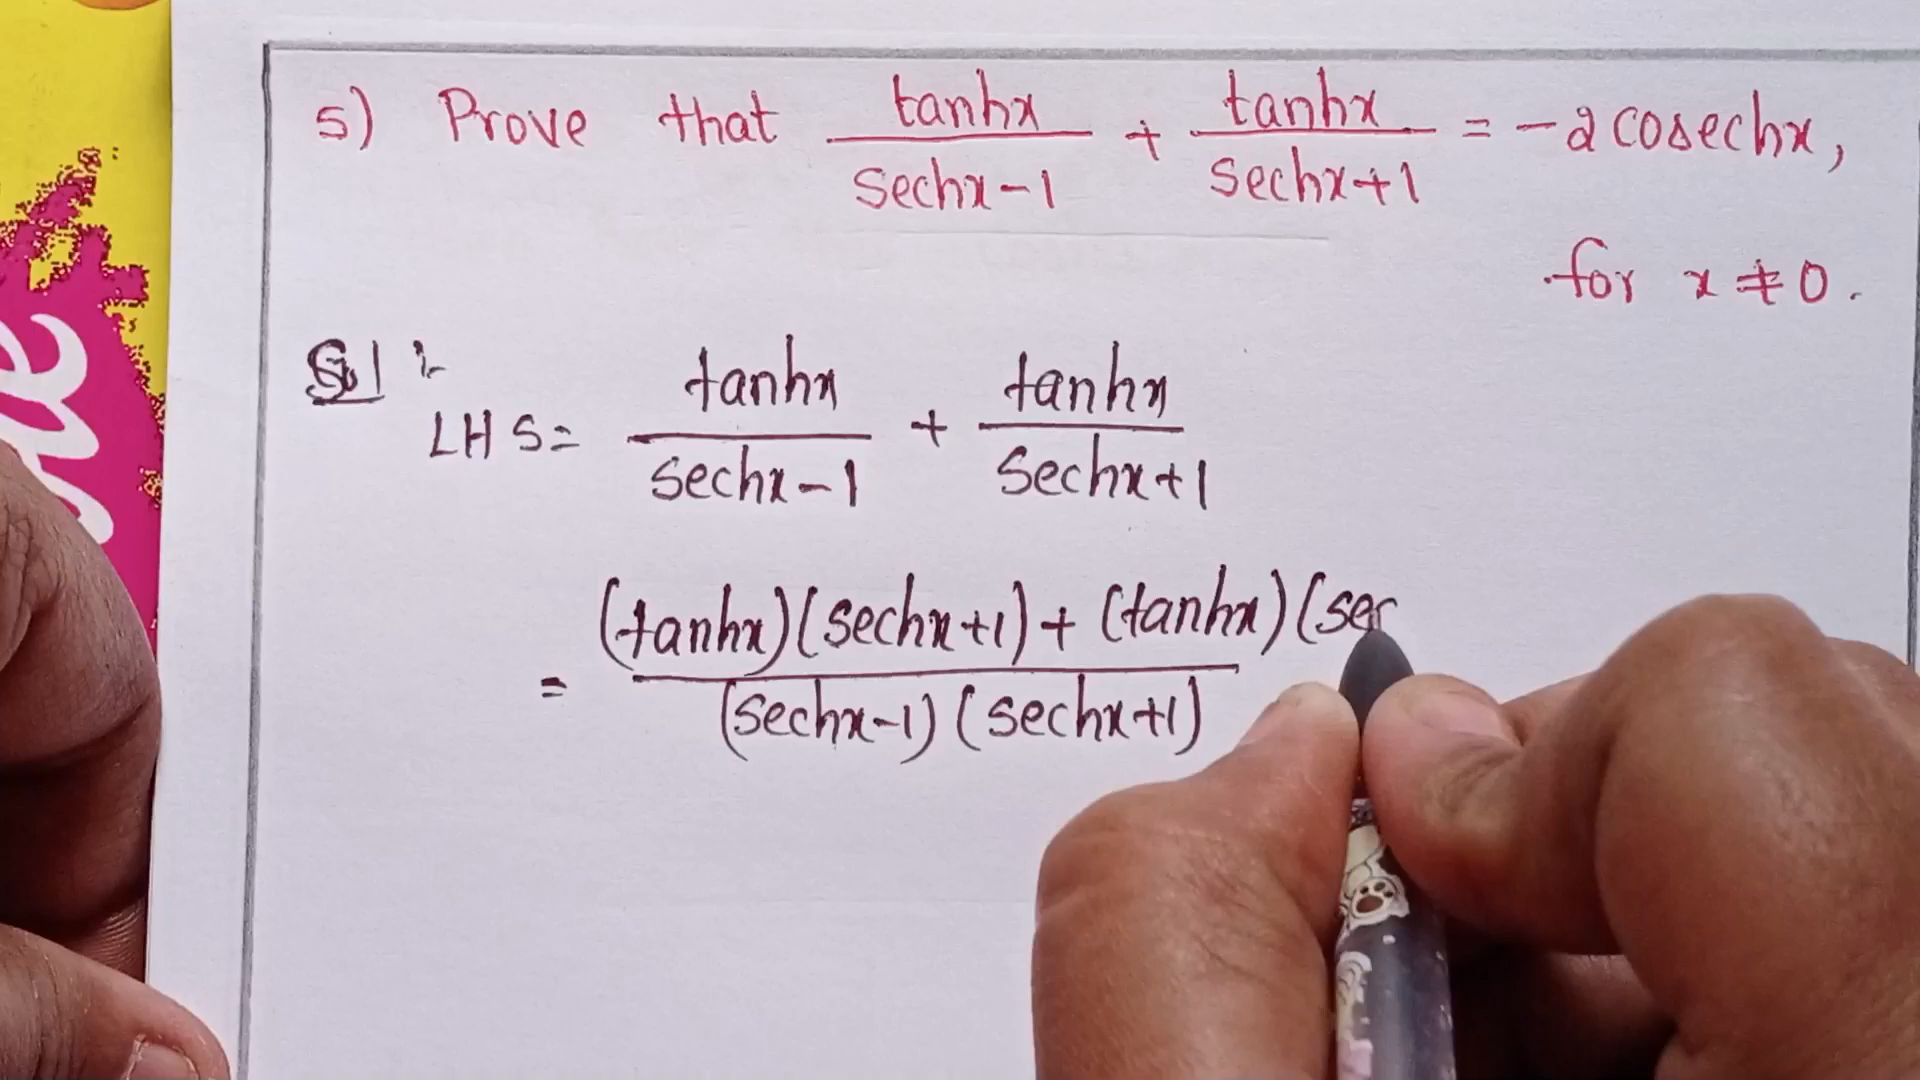 5) Prove that tanhx/(sechx-1) + tanhx/(sechx+1) = -2cosechx,
for x ≠ 0.
Sol :-
LHS = tanhx/(sechx-1) + tanhx/(sechx+1)
= (tanhx)(sechx+1) + (tanhx)(sec
(sechx-1)(sechx+1)